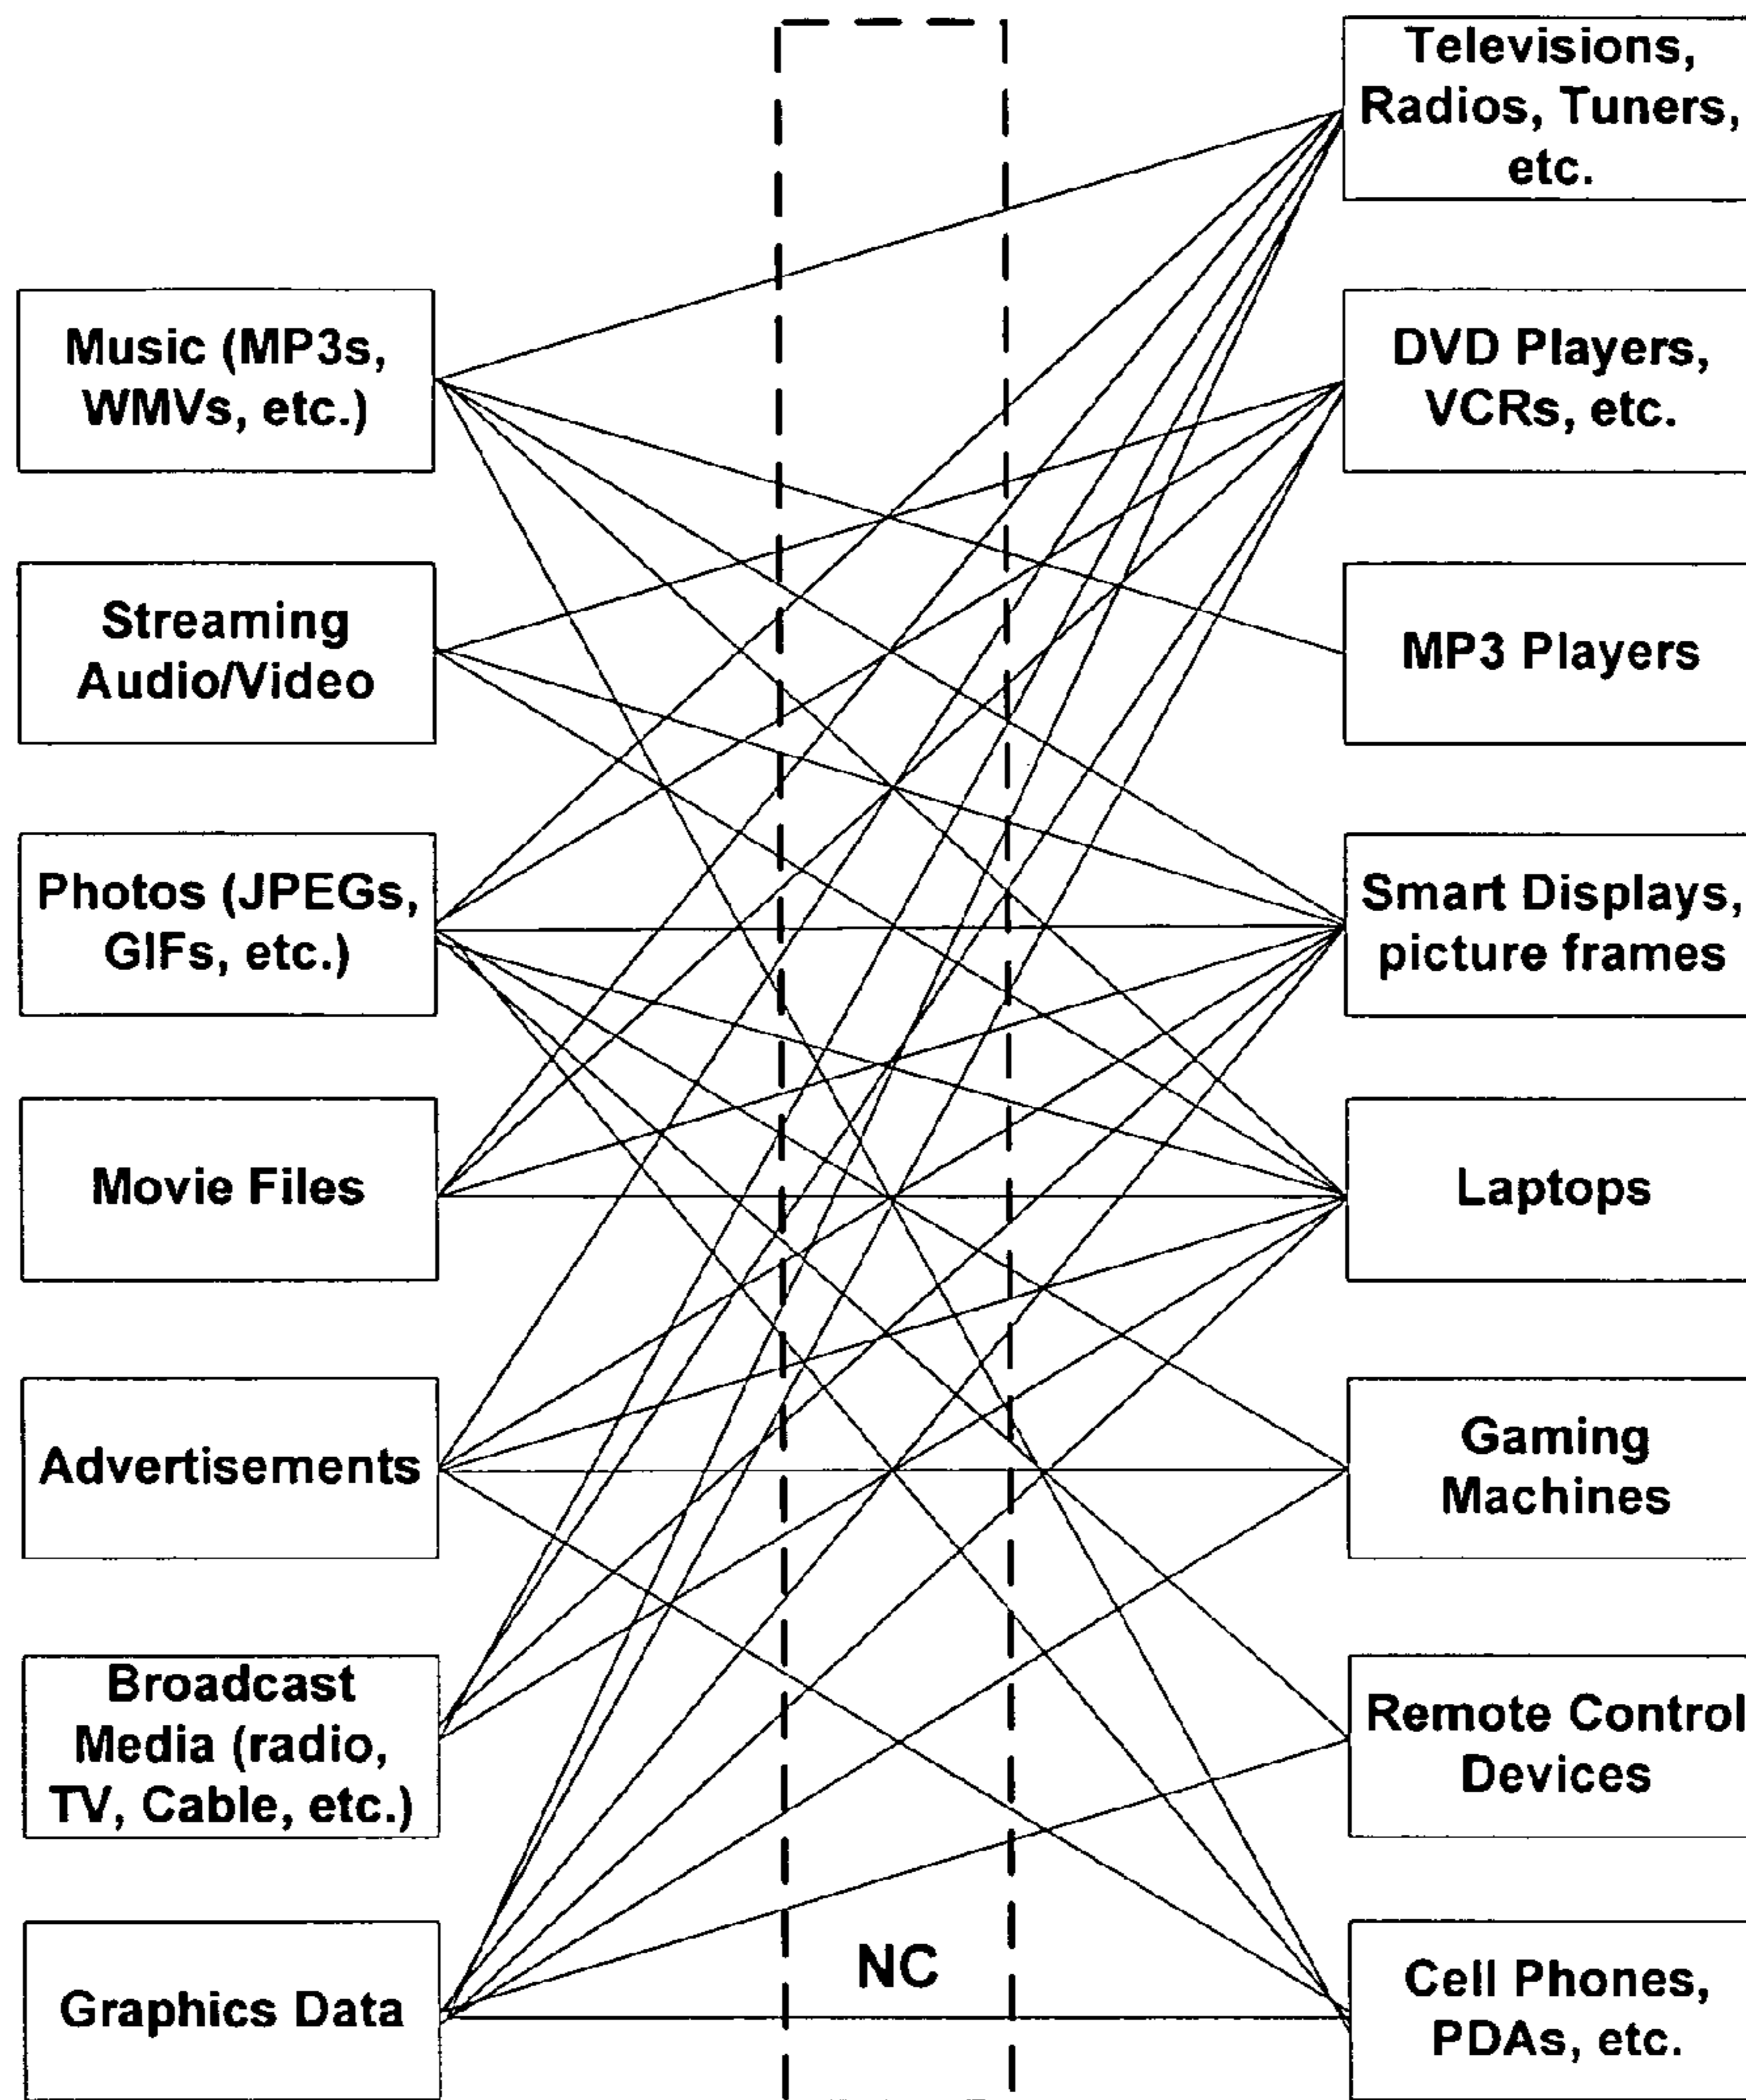 Televisions,
Radios, Tuners,
etc.
Music (MP3s,
WMVs, etc.)
DVD Players,
VCRs, etc.
Streaming
Audio/Video
MP3 Players
Photos (JPEGs,
GIFs, etc.)
Smart Displays,
picture frames
Movie Files
Laptops
Advertisements
Gaming
Machines
Broadcast
Media (radio,
TV, Cable, etc.)
Remote Control
Devices
Graphics Data
NC
Cell Phones,
PDAs, etc.